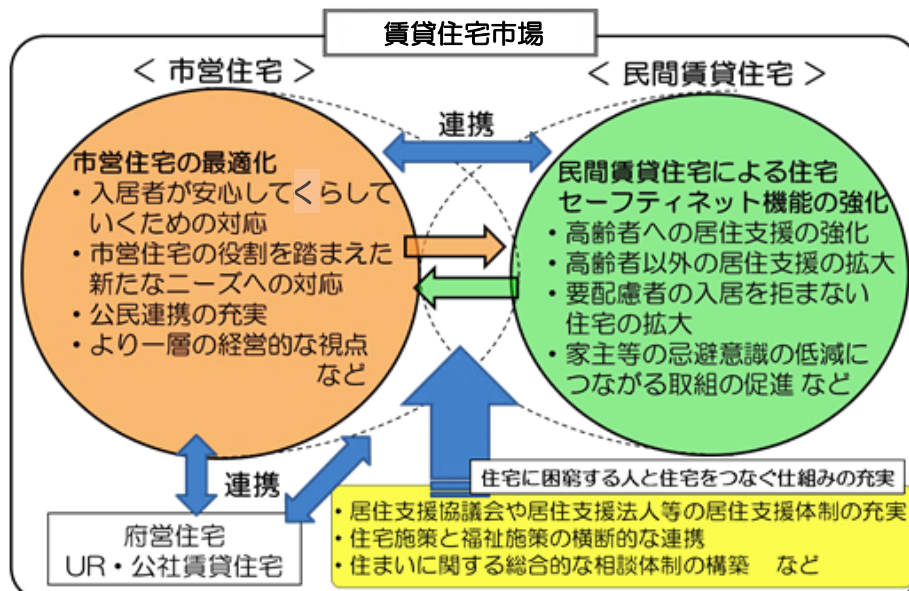 賃貸住宅市場
＜ 市営住宅 ＞
＜ 民間賃貸住宅 ＞
連携
市営住宅の最適化
・入居者が安心してくらして
いくための対応
・市営住宅の役割を踏まえた
新たなニーズへの対応
・公民連携の充実
・より一層の経営的な視点
など
民間賃貸住宅による住宅
セーフティネット機能の強化
・高齢者への居住支援の強化
・高齢者以外の居住支援の拡大
・要配慮者の入居を拒まない
住宅の拡大
・家主等の忌避意識の低減に
つながる取組の促進 など
連携
府営住宅
UR・公社賃貸住宅
住宅に困窮する人と住宅をつなぐ仕組みの充実
・居住支援協議会や居住支援法人等の居住支援体制の充実
・住宅施策と福祉施策の横断的な連携
・住まいに関する総合的な相談体制の構築　など